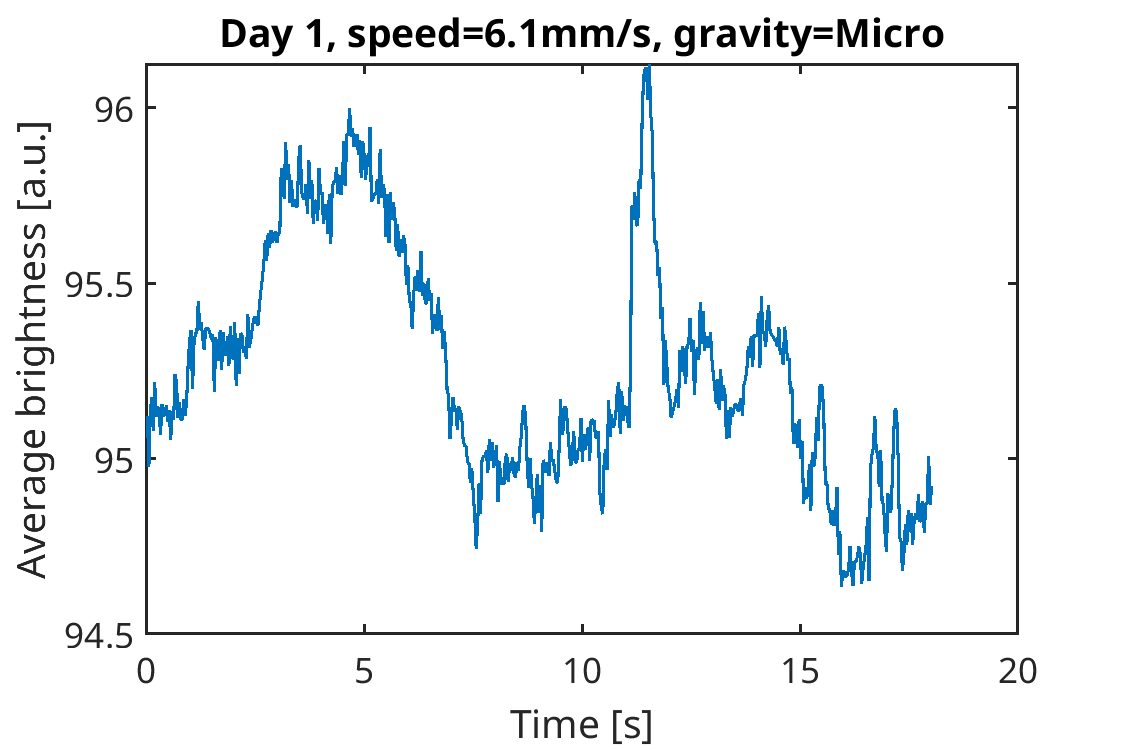 Day 1, speed=6.1mm/s, gravity=Micro
Average brightness [a.u.]
96
95.5
95
94.5
0 5 10 15 20
Time [s]